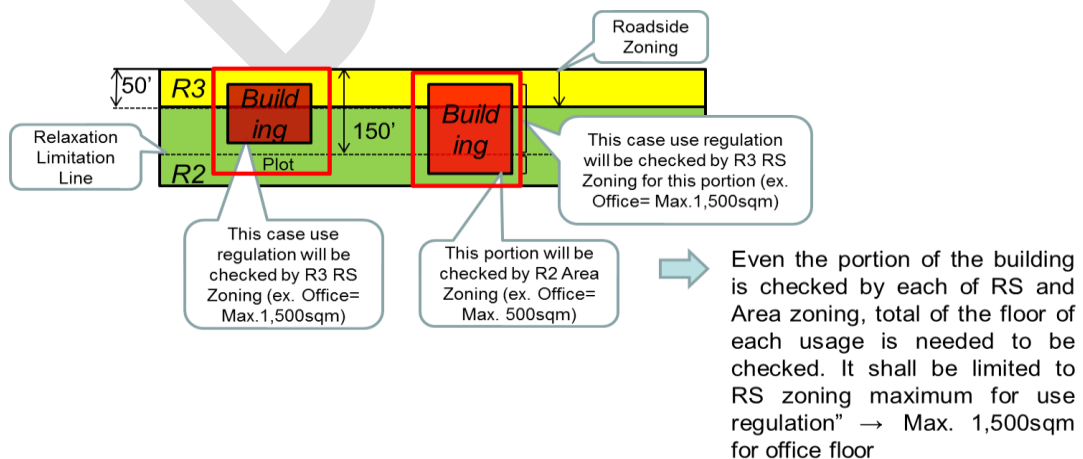 Roadside
Zoning
50'
R3
Build
ing
150'
Plot
R2
Build
ing
Relaxation
Limitation
Line
This case use regulation
will be checked by R3 RS
Zoning for this portion (ex.
Office= Max.1,500sqm)
This case use
regulation will be
checked by R3 RS
Zoning (ex. Office=
Max.1,500sqm)
This portion will be
checked by R2 Area
Zoning (ex. Office=
Max. 500sqm)
Even the portion of the building
is checked by each of RS and
Area zoning, total of the floor of
each usage is needed to be
checked. It shall be limited to
RS zoning maximum for use
regulation” → Max. 1,500sqm
for office floor